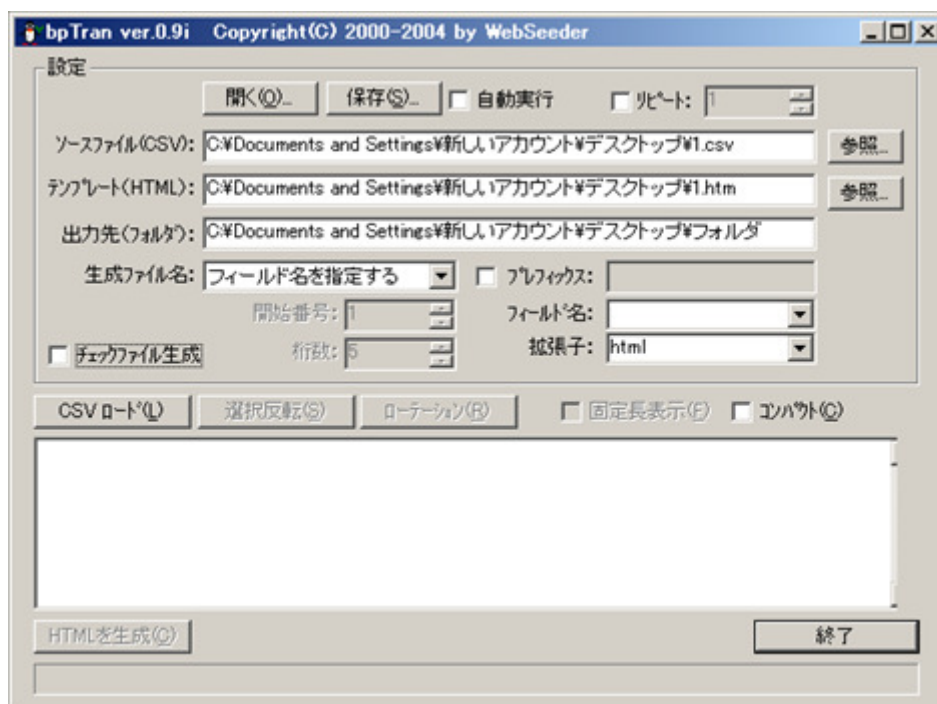 bpTran ver.0.9i Copyright(C) 2000-2004 by WebSeeder
設定
開く(O)... 保存(S)... 自動実行 リピート: 1
ソースファイル(CSV): C:¥Documents and Settings¥新しいアカウント¥デスクトップ¥1.csv 参照...
テンプレート(HTML): C:¥Documents and Settings¥新しいアカウント¥デスクトップ¥1.htm 参照...
出力先(フォルダ): C:¥Documents and Settings¥新しいアカウント¥デスクトップ¥フォルダ
生成ファイル名: フィールド名を指定する プレフィックス:
開始番号: 1 フィールド名:
チェックファイル生成 桁数: 5 拡張子: html
CSV ロード(L) 選択反転(S) ローテーション(R) 固定長表示(F) コンパクト(C)
HTMLを生成(C) 終了